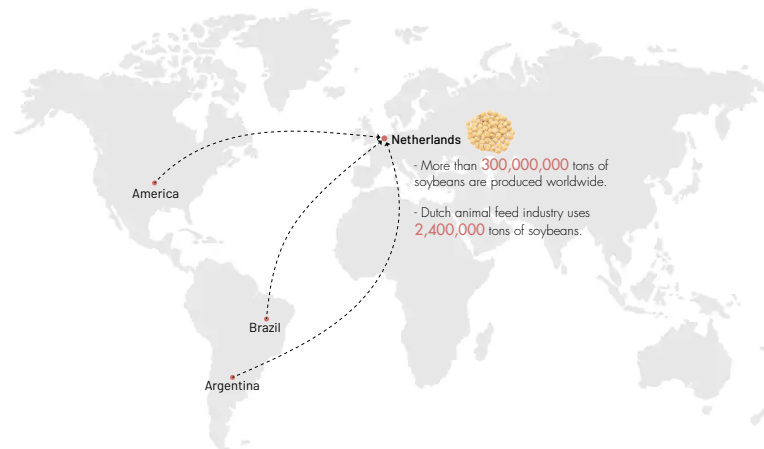 Netherlands
- More than 300,000,000 tons of
soybeans are produced worldwide.
America
- Dutch animal feed industry uses
2,400,000 tons of soybeans.
Brazil
Argentina